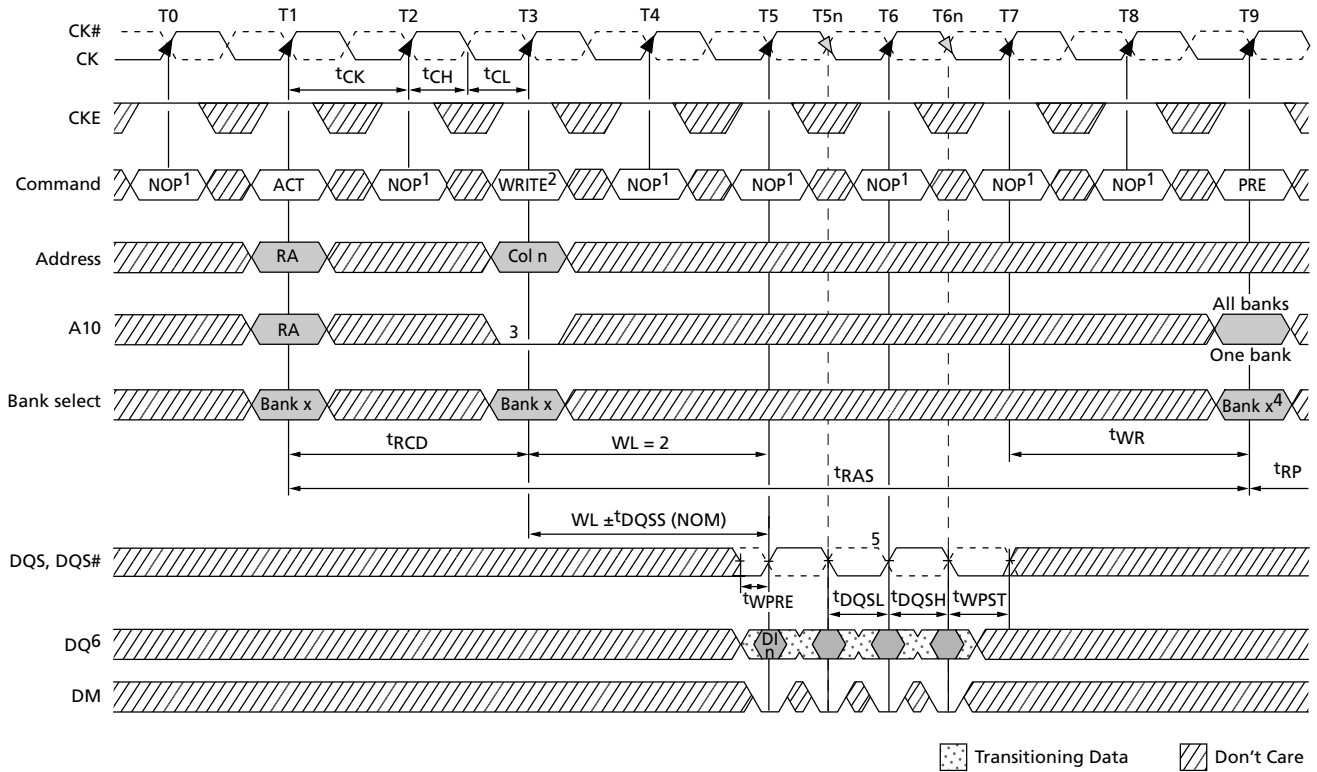 T0 T1 T2 T3 T4 T5 T5n T6 T6n T7 T8 T9
CK#
CK
tCK tCH tCL
CKE
Command NOP1 ACT NOP1 WRITE2 NOP1 NOP1 NOP1 NOP1 NOP1 PRE
Address RA Col n
All banks
A10 RA 3
One bank
Bank select Bank x Bank x Bank x4
tRCD WL = 2 tWR
tRAS tRP
WL ±tDQSS (NOM)
5
DQS, DQS#
tWPRE tDQSL tDQSH tWPST
DQ6 DI
n
DM
Transitioning Data Don't Care